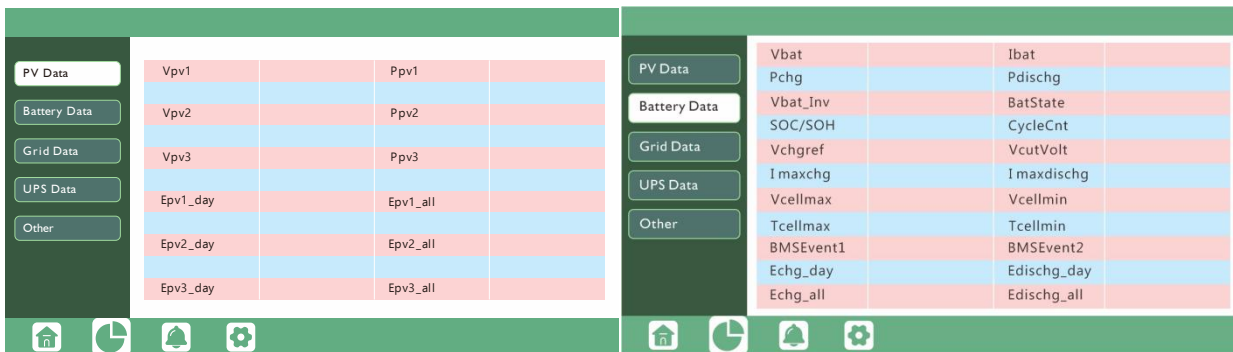 PV Data
Battery Data
Grid Data
UPS Data
Other
Vpv1 Ppv1
Vpv2 Ppv2
Vpv3 Ppv3
Epv1_day Epv1_all
Epv2_day Epv2_all
Epv3_day Epv3_all
PV Data
Battery Data
Grid Data
UPS Data
Other
Vbat Ibat
Pchg Pdischg
Vbat_Inv BatState
SOC/SOH CycleCnt
Vchgref VcutVolt
Imaxchg Imaxdischg
Vcellmax Vcellmin
Tcellmax Tcellmin
BMSEvent1 BMSEvent2
Echg_day Edischg_day
Echg_all Edischg_all